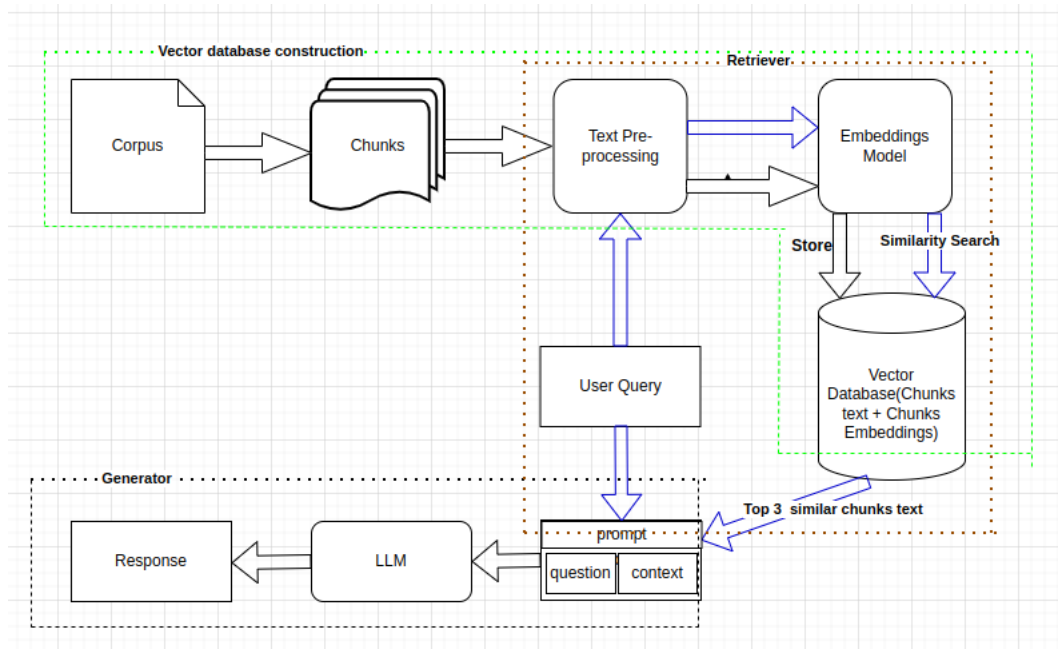 Vector database construction
Retriever
Corpus
Chunks
Text Pre-
processing
Embeddings
Model
Store
Similarity Search
User Query
Vector
Database(Chunks
text + Chunks
Embeddings)
Generator
Top 3 similar chunks text
prompt
Response
LLM
question
context